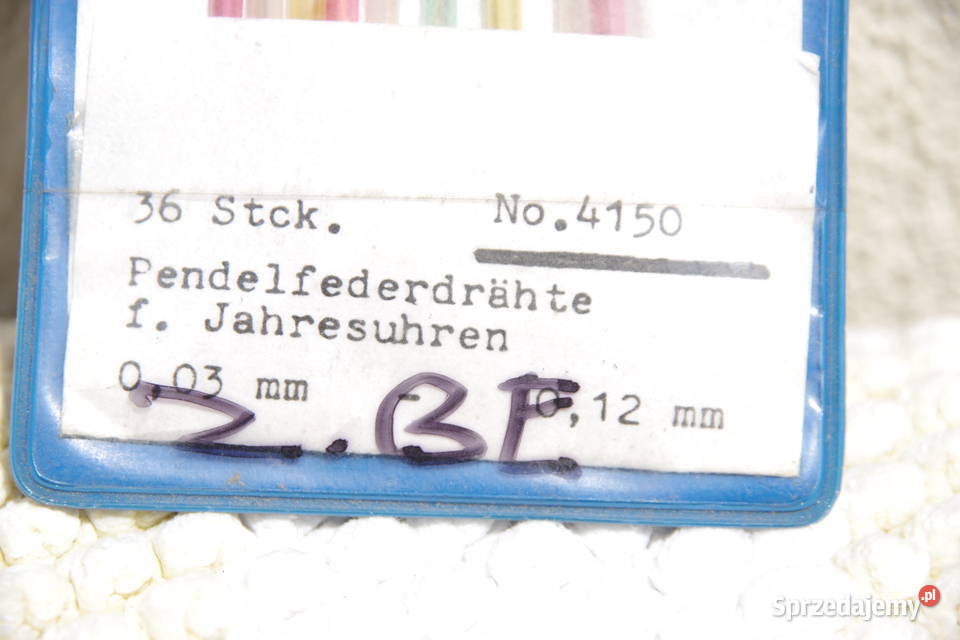 36 Stck. No.4150
Pendelfederdrähte
f. Jahresuhren
0,03 mm - 0,12 mm
Z.BE
Sprzedajemy.pl